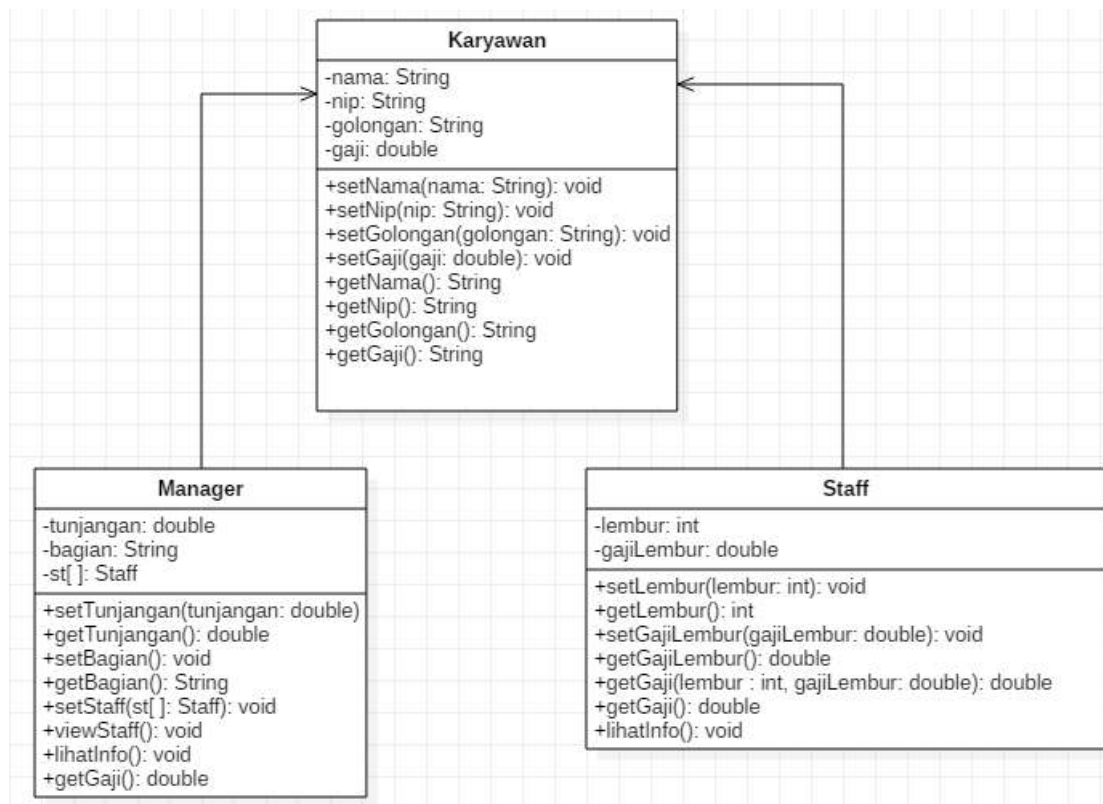 Karyawan
-nama: String
-nip: String
-golongan: String
-gaji: double
+setNama(nama: String): void
+setNip(nip: String): void
+setGolongan(golongan: String): void
+setGaji(gaji: double): void
+getNama(): String
+getNip(): String
+getGolongan(): String
+getGaji(): String
Manager
-tunjangan: double
-bagian: String
-st[ ]: Staff
+setTunjangan(tunjangan: double)
+getTunjangan(): double
+setBagian(): void
+getBagian(): String
+setStaff(st[ ]: Staff): void
+viewStaff(): void
+lihatInfo(): void
+getGaji(): double
Staff
-lembur: int
-gajiLembur: double
+setLembur(lembur: int): void
+getLembur(): int
+setGajiLembur(gajiLembur: double): void
+getGajiLembur(): double
+getGaji(lembur : int, gajiLembur: double): double
+getGaji(): double
+lihatInfo(): void